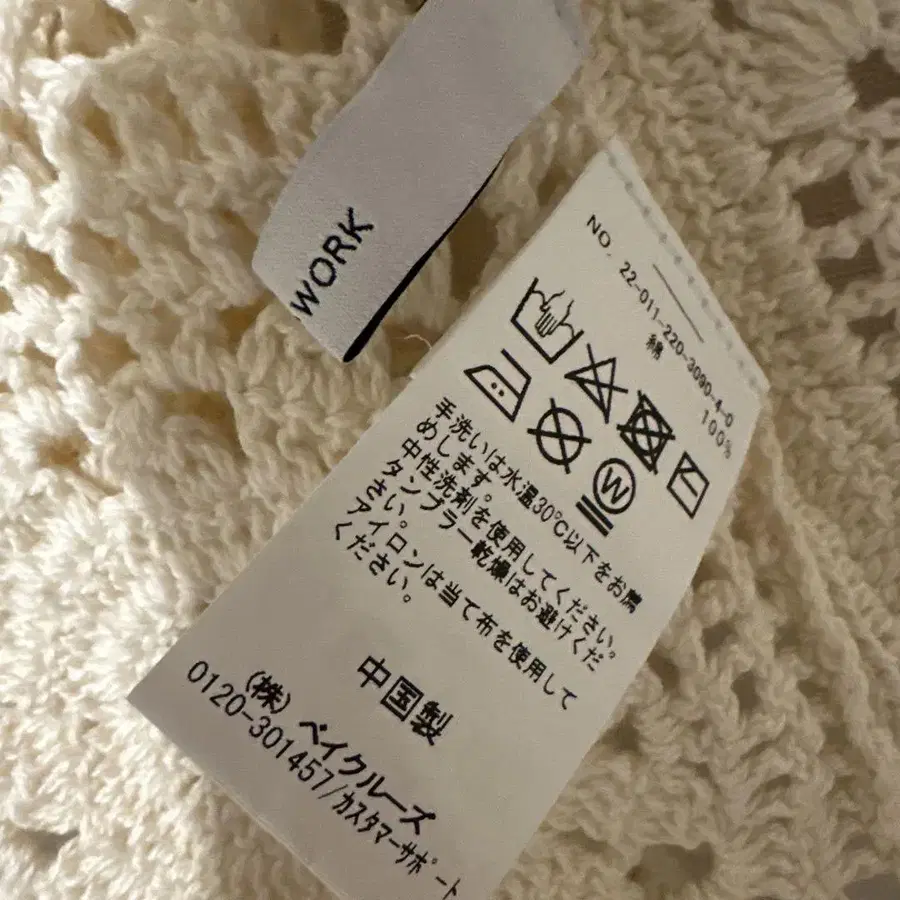 WORK
NO. 22-011-220-3090-4-0
綿 100%
W
手洗いは水温30℃以下をお薦
めします。
中性洗剤を使用してください。
タンブラー乾燥はお避けくだ
さい。
アイロンは当て布を使用して
ください。
中国製
(株) ベイクルーズ
0120-301457/カスタマーサポート